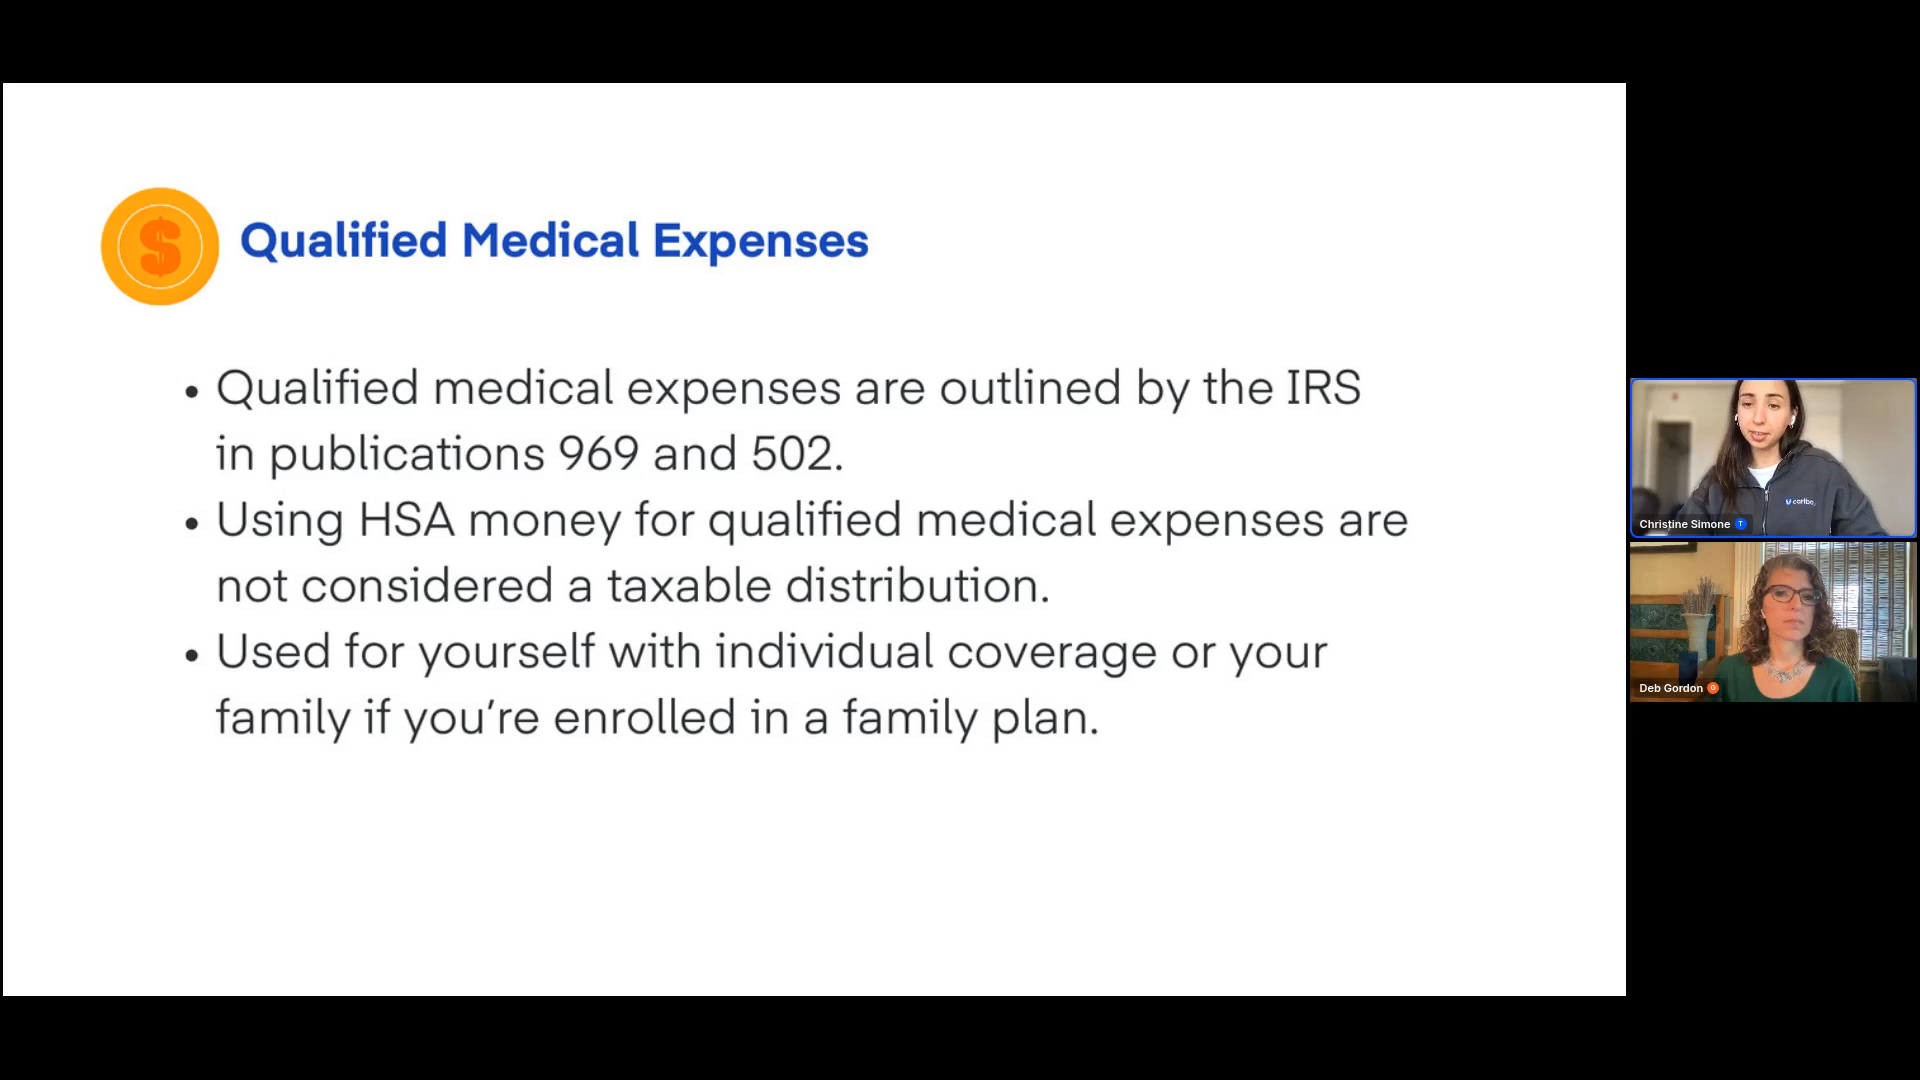 $
Qualified Medical Expenses
• Qualified medical expenses are outlined by the IRS
in publications 969 and 502.
• Using HSA money for qualified medical expenses are
not considered a taxable distribution.
• Used for yourself with individual coverage or your
family if you’re enrolled in a family plan.
caribo
Christine Simone T
Deb Gordon G